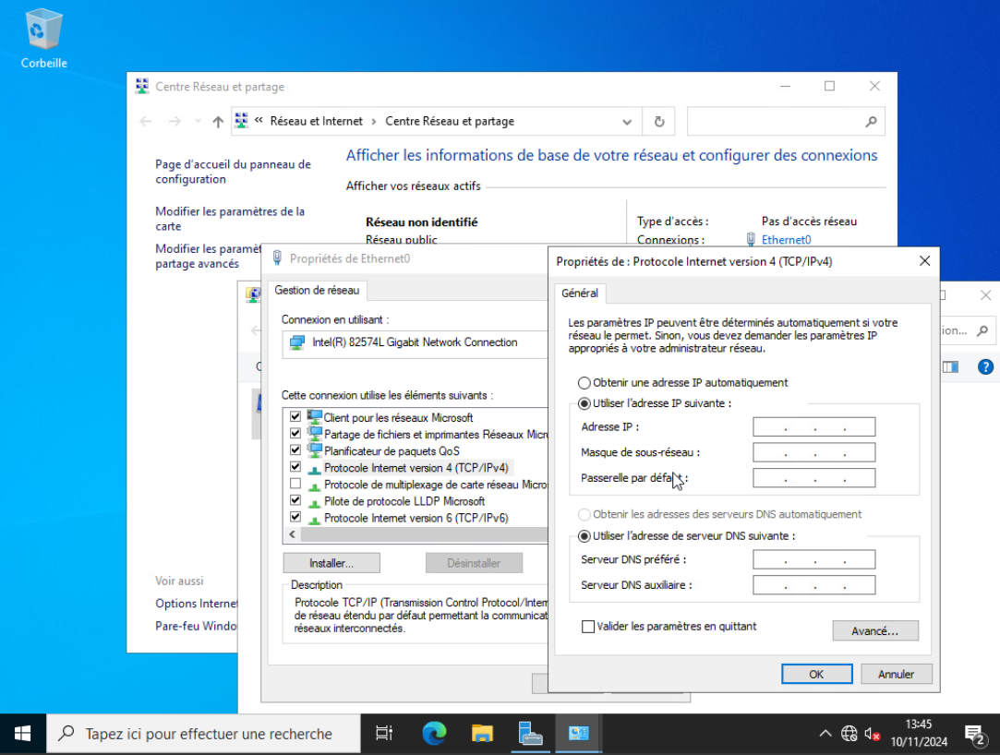 Corbeille
Centre Réseau et partage
« Réseau et Internet › Centre Réseau et partage
Page d'accueil du panneau de
configuration
Modifier les paramètres de la
carte
Modifier les paramèt
partage avancés
Afficher les informations de base de votre réseau et configurer des connexions
Afficher vos réseaux actifs
Réseau non identifié
Réseau public
Type d'accès :
Pas d'accès réseau
Connexions :
Ethernet0
Voir aussi
Options Internet
Pare-feu Windo
Propriétés de Ethernet0
Gestion de réseau
Connexion en utilisant :
Intel(R) 82574L Gigabit Network Connection
Cette connexion utilise les éléments suivants :
Client pour les réseaux Microsoft
Partage de fichiers et imprimantes Réseaux Micr
Planificateur de paquets QoS
Protocole Internet version 4 (TCP/IPv4)
Protocole de multiplexage de carte réseau Micro
Pilote de protocole LLDP Microsoft
Protocole Internet version 6 (TCP/IPv6)
Installer...
Désinstaller
Description
Protocole TCP/IP (Transmission Control Protocol/Intern
de réseau étendu par défaut permettant la communicat
réseaux interconnectés.
Propriétés de : Protocole Internet version 4 (TCP/IPv4)
Général
Les paramètres IP peuvent être déterminés automatiquement si votre
réseau le permet. Sinon, vous devez demander les paramètres IP
appropriés à votre administrateur réseau.
Obtenir une adresse IP automatiquement
Utiliser l'adresse IP suivante :
Adresse IP :
Masque de sous-réseau :
Passerelle par défaut :
Obtenir les adresses des serveurs DNS automatiquement
Utiliser l'adresse de serveur DNS suivante :
Serveur DNS préféré :
Serveur DNS auxiliaire :
Valider les paramètres en quittant
Avancé...
OK
Annuler
ion...
Tapez ici pour effectuer une recherche
13:45
10/11/2024
2